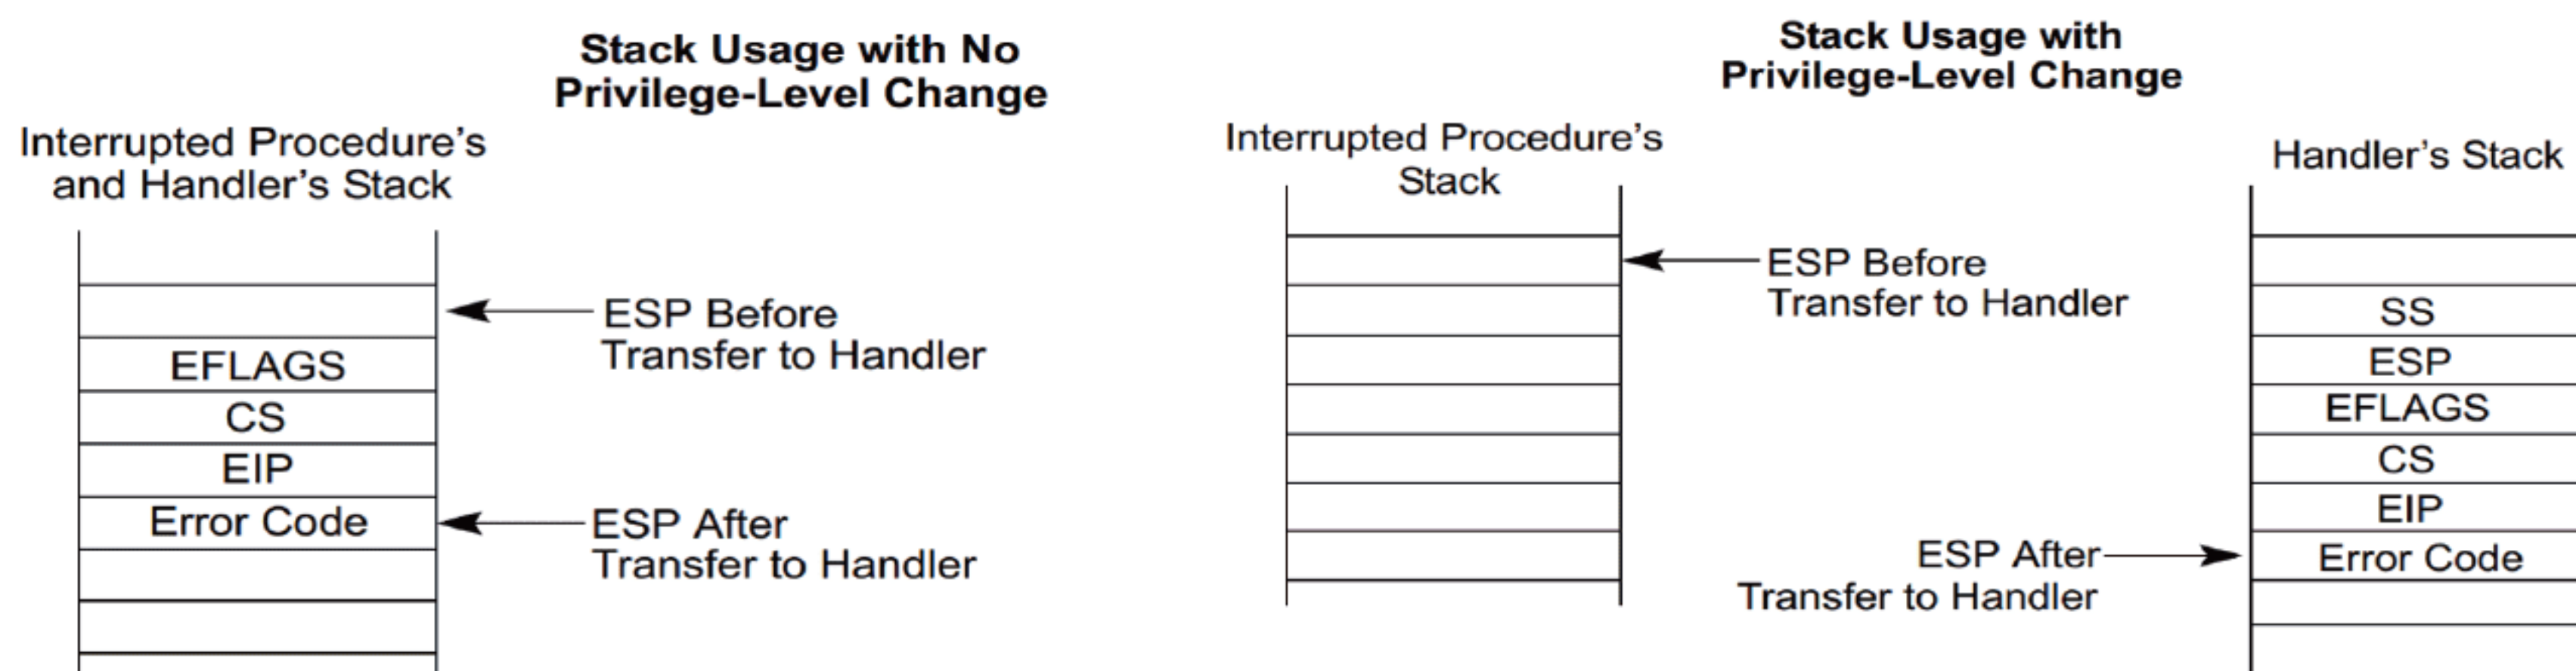 Stack Usage with No
Privilege-Level Change
Interrupted Procedure's
and Handler's Stack
ESP Before
Transfer to Handler
EFLAGS
CS
EIP
Error Code
ESP After
Transfer to Handler
Stack Usage with
Privilege-Level Change
Interrupted Procedure's
Stack
Handler's Stack
ESP Before
Transfer to Handler
SS
ESP
EFLAGS
CS
EIP
ESP After
Transfer to Handler
Error Code